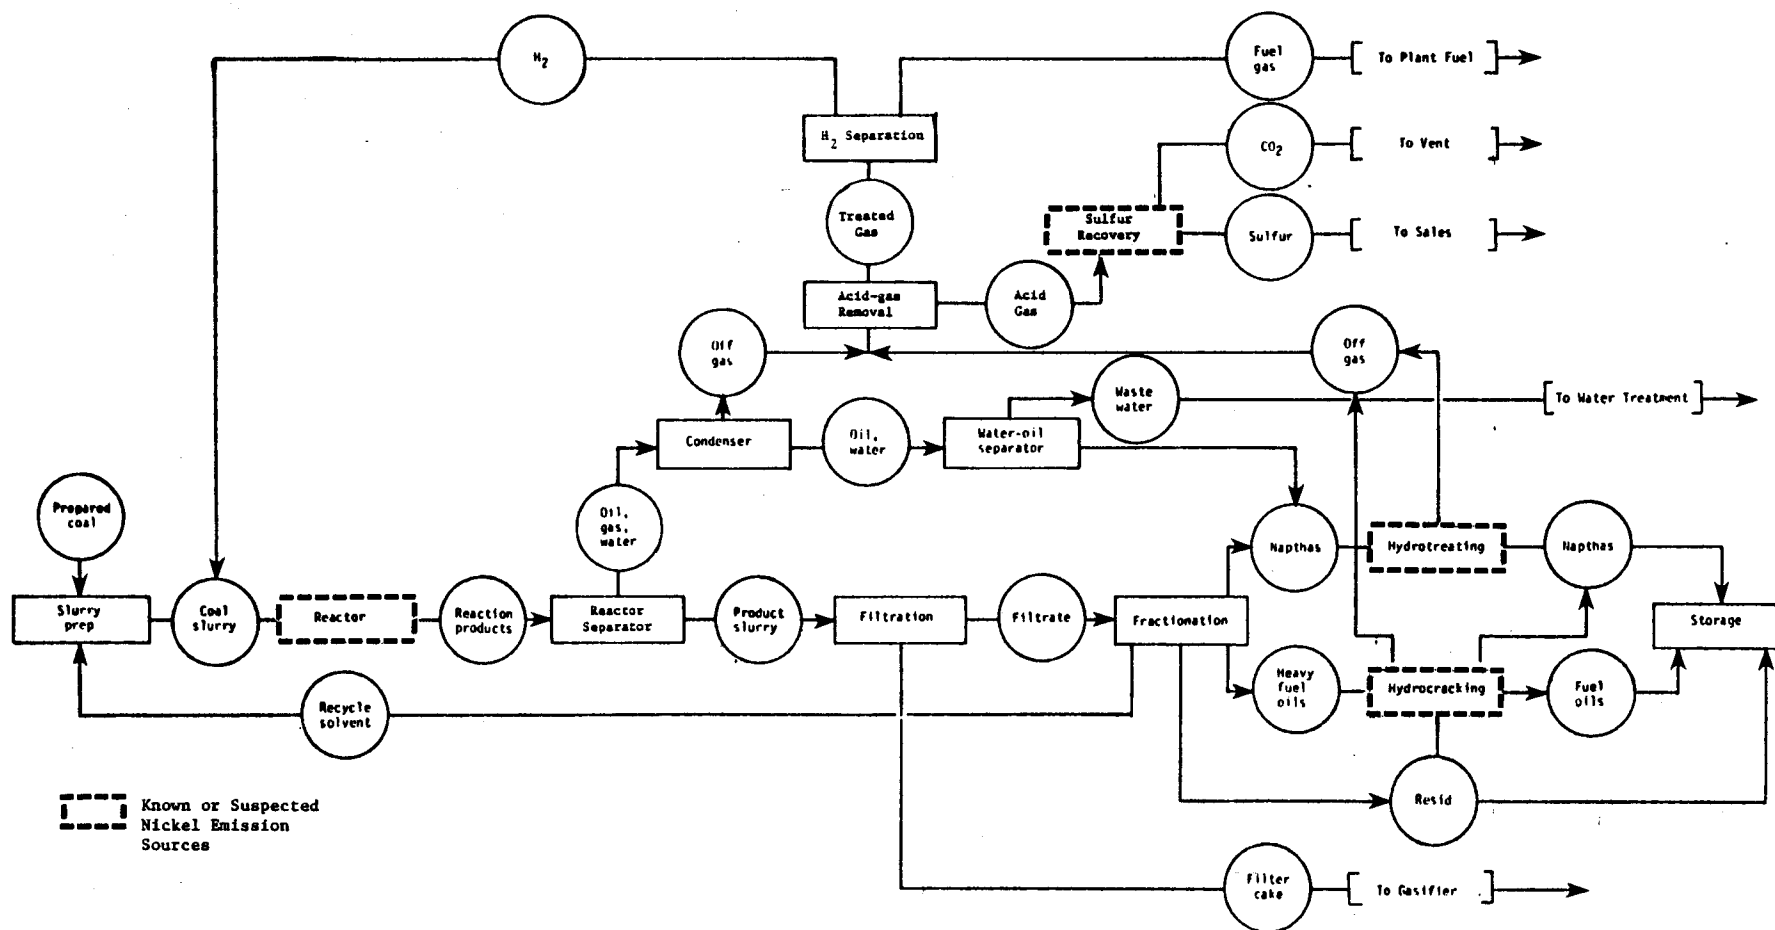 H2
Fuel
gas
[ To Plant Fuel ]
H2 Separation
CO2
[ To Vent ]
Treated
Gas
Sulfur
Recovery
Sulfur
[ To Sales ]
Acid-gas
Removal
Acid
Gas
Off
gas
Off
gas
Waste
water
[To Water Treatment ]
Condenser
Oil,
water
Water-oil
separator
Prepared
coal
Oil,
gas,
water
Napthas
Hydrotreating
Napthas
Slurry
prep
Coal
slurry
Reactor
Reaction
products
Reactor
Separator
Product
slurry
Filtration
Filtrate
Fractionation
Storage
Heavy
fuel
oils
Hydrocracking
Fuel
oils
Recycle
solvent
Resid
Known or Suspected
Nickel Emission
Sources
Filter
cake
[ To Gasifier ]